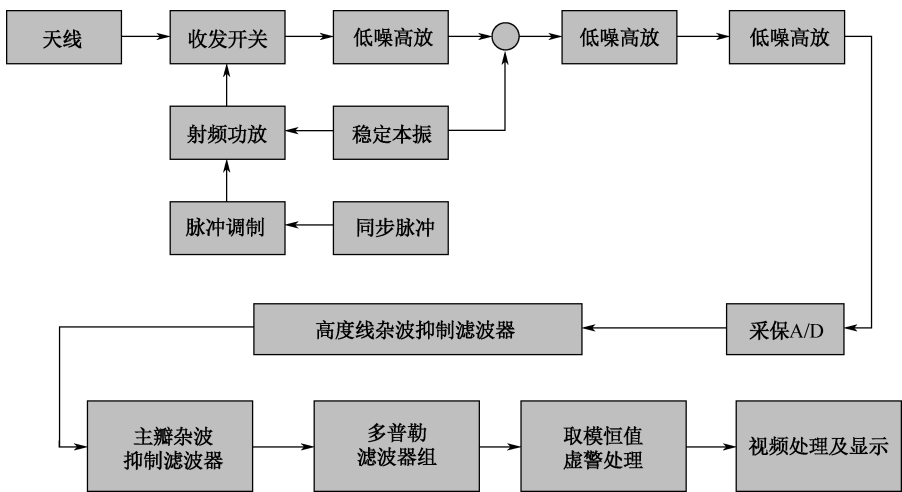 天线
收发开关
低噪高放
低噪高放
低噪高放
射频功放
稳定本振
脉冲调制
同步脉冲
高度线杂波抑制滤波器
采保A/D
主瓣杂波
抑制滤波器
多普勒
滤波器组
取模恒值
虚警处理
视频处理及显示